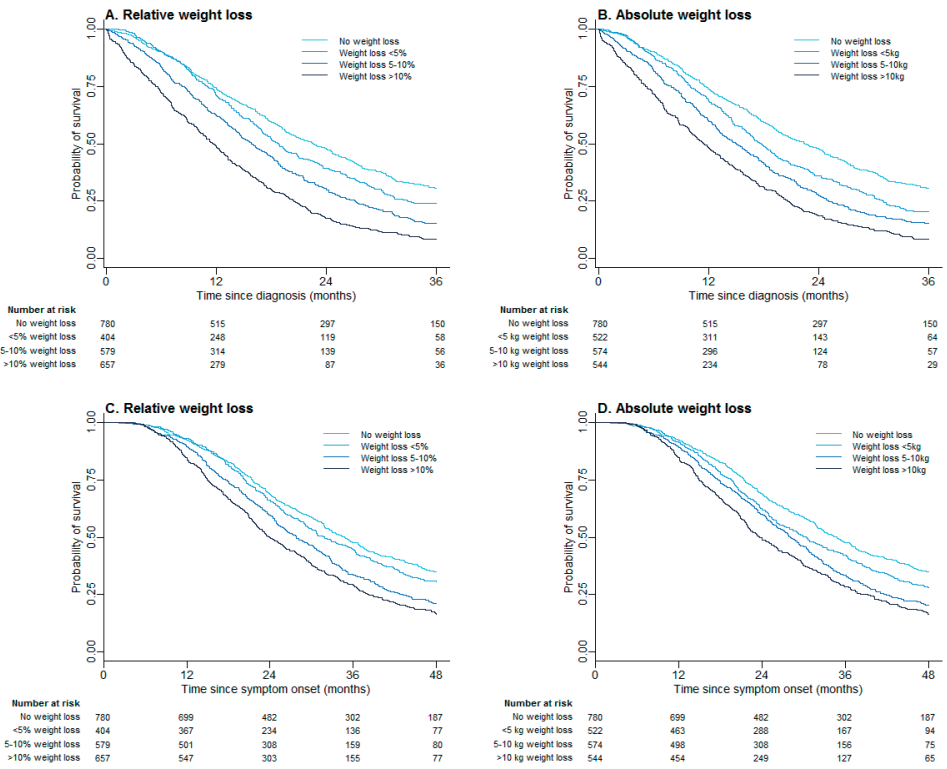 A. Relative weight loss
No weight loss
Weight loss <5%
Weight loss 5-10%
Weight loss >10%
Probability of survival
1.00
0.75
0.50
0.25
0.00
0 12 24 36
Time since diagnosis (months)
Number at risk
No weight loss 780 515 297 150
<5% weight loss 404 248 119 58
5-10% weight loss 579 314 139 56
>10% weight loss 657 279 87 36
B. Absolute weight loss
No weight loss
Weight loss <5kg
Weight loss 5-10kg
Weight loss >10kg
Probability of survival
1.00
0.75
0.50
0.25
0.00
0 12 24 36
Time since diagnosis (months)
Number at risk
No weight loss 780 515 297 150
<5 kg weight loss 522 311 143 64
5-10 kg weight loss 574 296 124 57
>10 kg weight loss 544 234 78 29
C. Relative weight loss
No weight loss
Weight loss <5%
Weight loss 5-10%
Weight loss >10%
Probability of survival
1.00
0.75
0.50
0.25
0.00
0 12 24 36 48
Time since symptom onset (months)
Number at risk
No weight loss 780 699 482 302 187
<5% weight loss 404 367 234 136 77
5-10% weight loss 579 501 308 159 80
>10% weight loss 657 547 303 155 77
D. Absolute weight loss
No weight loss
Weight loss <5kg
Weight loss 5-10kg
Weight loss >10kg
Probability of survival
1.00
0.75
0.50
0.25
0.00
0 12 24 36 48
Time since symptom onset (months)
Number at risk
No weight loss 780 699 482 302 187
<5 kg weight loss 522 463 288 167 94
5-10 kg weight loss 574 498 308 156 75
>10 kg weight loss 544 454 249 127 65